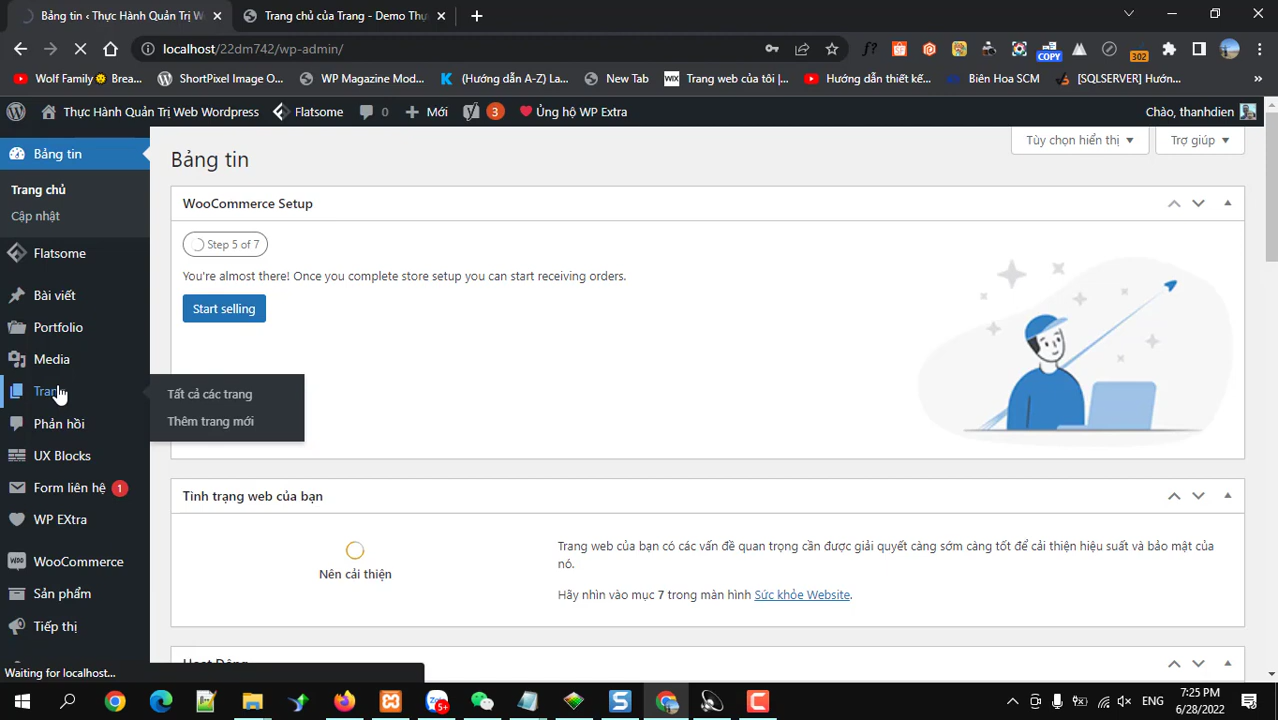 Bảng tin ‹ Thực Hành Quản Trị W
Trang chủ của Trang - Demo Thự
localhost/22dm742/wp-admin/
f?
COPY
302
Wolf Family Brea...
ShortPixel Image O...
WP Magazine Mod...
(Hướng dẫn A-Z) La...
New Tab
WIX
Trang web của tôi |...
Hướng dẫn thiết kế...
Biên Hoa SCM
[SQLSERVER] Hướn...
»
Thực Hành Quản Trị Web Wordpress
Flatsome
0
Mới
3
Ủng hộ WP Extra
Chào, thanhdien
Bảng tin
Trang chủ
Cập nhật
Flatsome
Bài viết
Portfolio
Media
Tran
Tất cả các trang
Thêm trang mới
Phản hồi
UX Blocks
Form liên hệ 1
WP EXtra
WooCommerce
Sản phẩm
Tiếp thị
Waiting for localhost...
Tùy chọn hiển thị
Trợ giúp
Bảng tin
WooCommerce Setup
Step 5 of 7
You're almost there! Once you complete store setup you can start receiving orders.
Start selling
Tình trạng web của bạn
Nên cải thiện
Trang web của bạn có các vấn đề quan trọng cần được giải quyết càng sớm càng tốt để cải thiện hiệu suất và bảo mật của
nó.
Hãy nhìn vào mục 7 trong màn hình Sức khỏe Website.
Hoạt Động
Zalo
5+
ENG
7:25 PM
6/28/2022